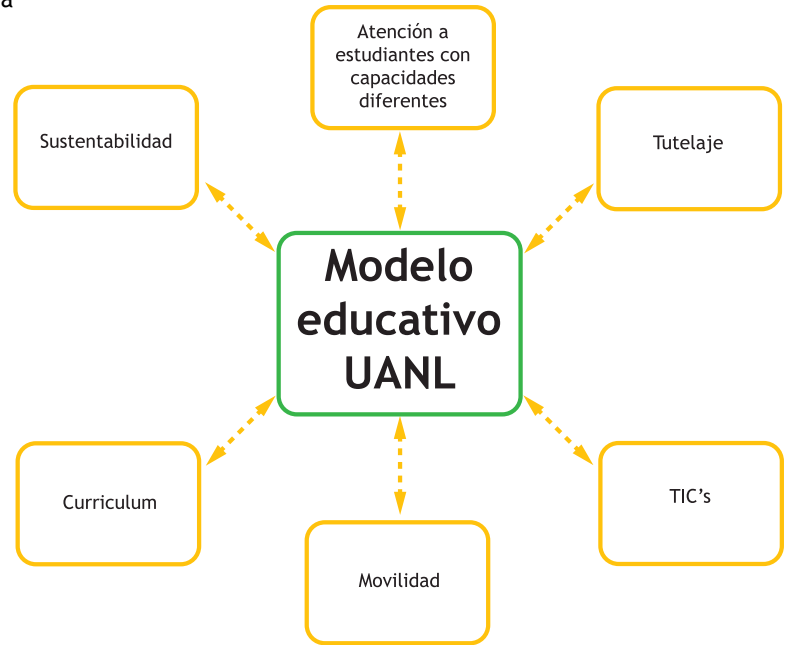 a
Atención a
estudiantes con
capacidades
diferentes
Sustentabilidad
Tutelaje
Modelo
educativo
UANL
Curriculum
TIC’s
Movilidad